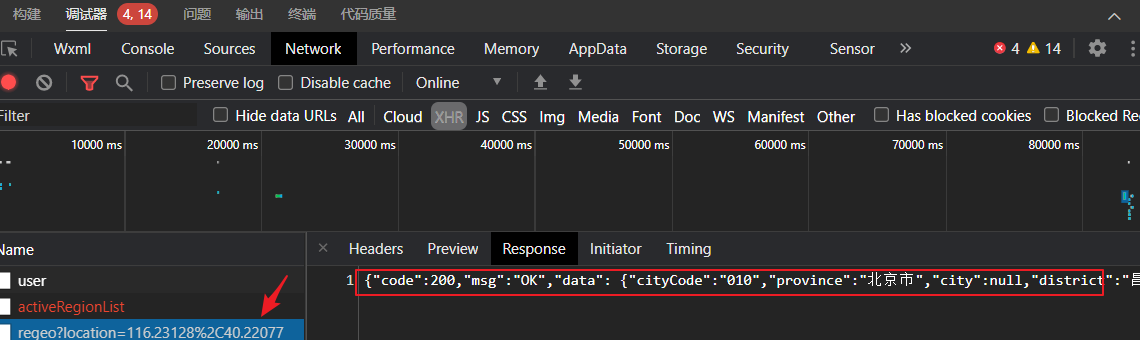 构建 调试器 4, 14 问题 输出 终端 代码质量
Wxml Console Sources Network Performance Memory AppData Storage Security Sensor » 4 14
Preserve log Disable cache Online
Filter Hide data URLs All Cloud XHR JS CSS Img Media Font Doc WS Manifest Other Has blocked cookies Blocked Re
10000 ms 20000 ms 30000 ms 40000 ms 50000 ms 60000 ms 70000 ms 80000 ms
Name × Headers Preview Response Initiator Timing
user 1 {"code":200,"msg":"OK","data": {"cityCode":"010","province":"北京市","city":null,"district":"昌
activeRegionList
regeo?location=116.23128%2C40.22077